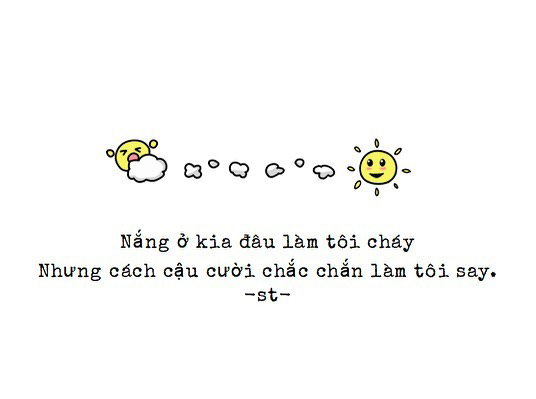 Nắng ở kia đâu làm tôi cháy
Nhưng cách cậu cười chắc chắn làm tôi say.
-st-